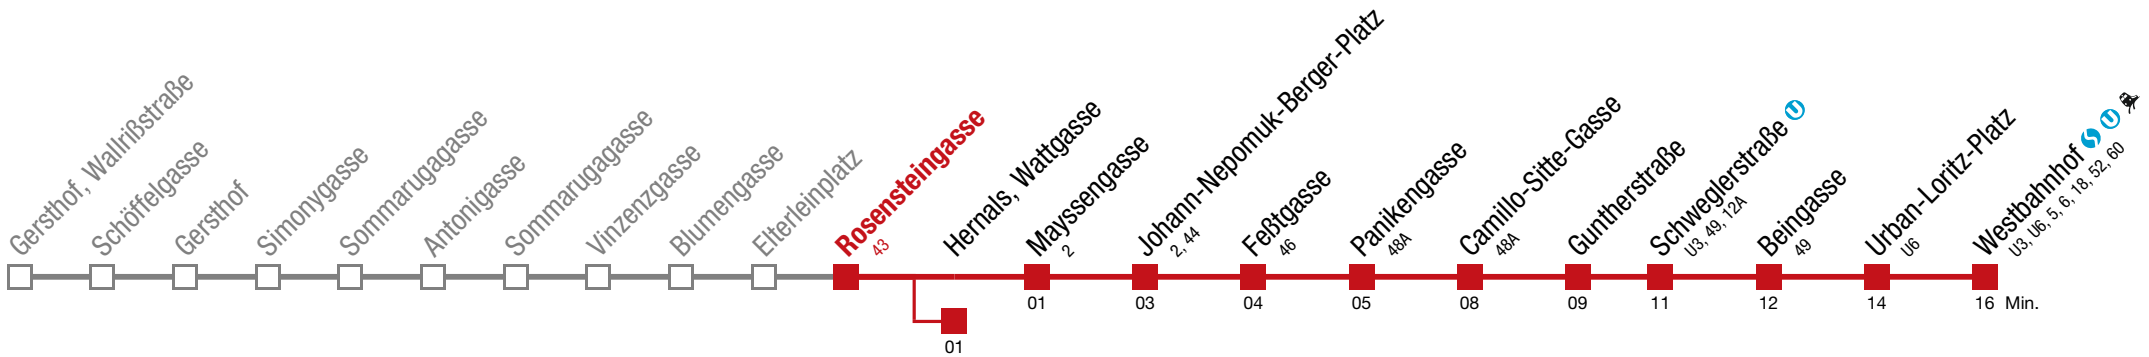 Gersthof, Wallrißstraße
Schöffelgasse
Gersthof
Simonygasse
Sommarugagasse
Antonigasse
Sommarugagasse
Vinzenzgasse
Blumengasse
Elterleinplatz
Rosensteingasse
43
Hernals, Wattgasse
01
Mayssengasse
2
01
Johann-Nepomuk-Berger-Platz
2, 44
03
Feßtgasse
46
04
Panikengasse
48A
05
Camillo-Sitte-Gasse
48A
08
Guntherstraße
09
Schweglerstraße U
U3, 49, 12A
11
Beingasse
49
12
Urban-Loritz-Platz
U6
14
Westbahnhof S U
U3, U6, 5, 6, 18, 52, 60
16 Min.